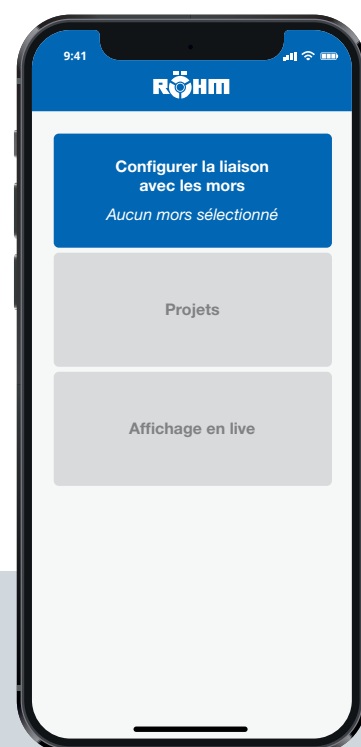 9:41
RÖHM
Configurer la liaison
avec les mors
Aucun mors sélectionné
Projets
Affichage en live